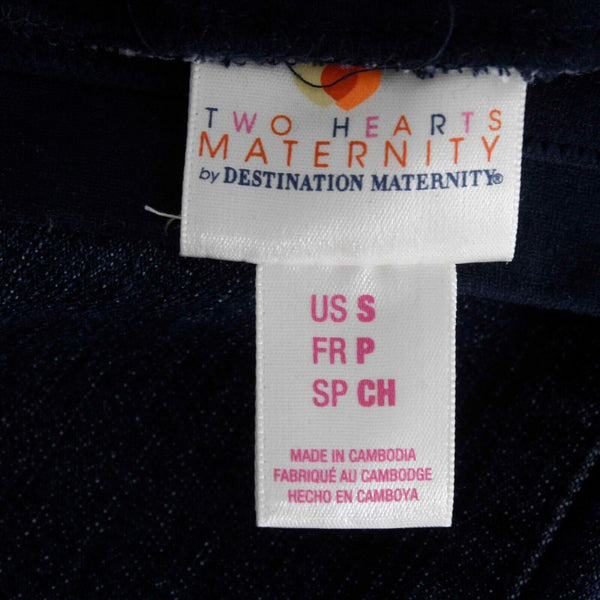 TWO HEARTS
MATERNITY
by DESTINATION MATERNITY®
US S
FR P
SP CH
MADE IN CAMBODIA
FABRIQUÉ AU CAMBODGE
HECHO EN CAMBOYA